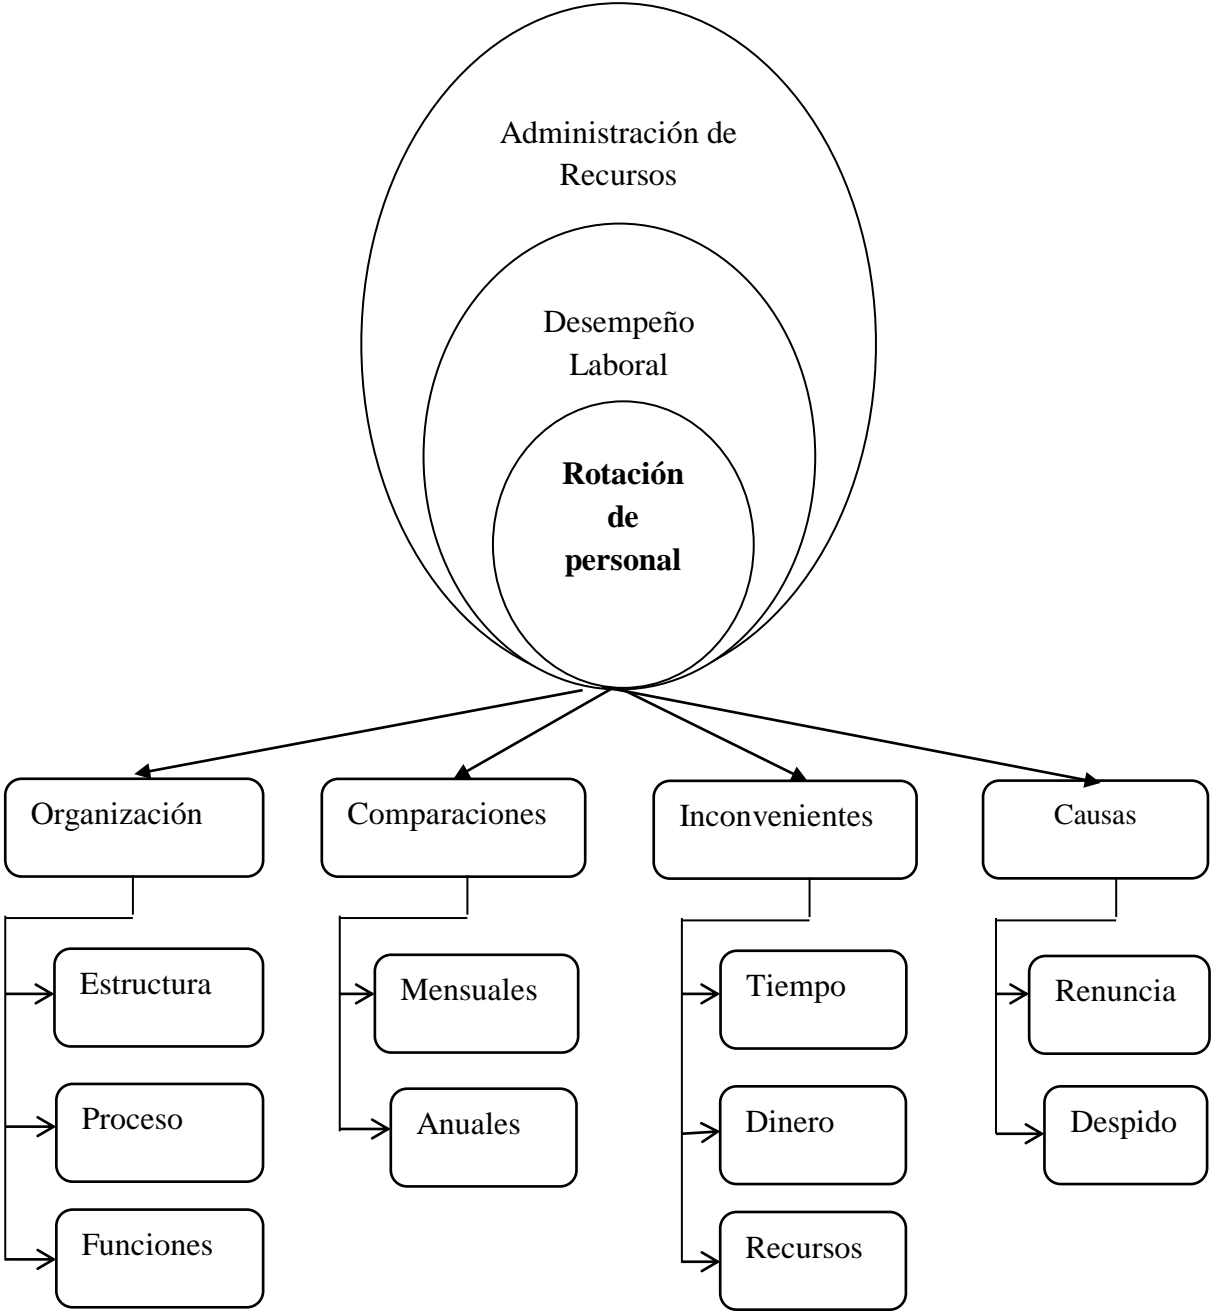 Administración de
Recursos
Desempeño
Laboral
Rotación
de
personal
Organización
Comparaciones
Inconvenientes
Causas
Estructura
Proceso
Funciones
Mensuales
Anuales
Tiempo
Dinero
Recursos
Renuncia
Despido